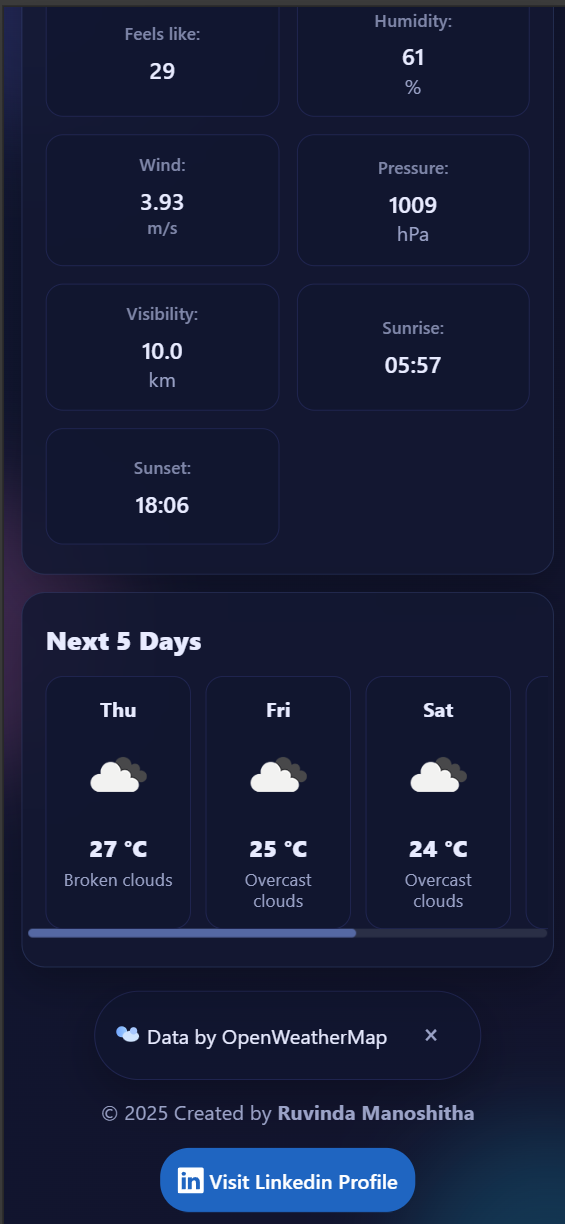 Feels like:
29
Humidity:
61
%
Wind:
3.93
m/s
Pressure:
1009
hPa
Visibility:
10.0
km
Sunrise:
05:57
Sunset:
18:06
Next 5 Days
Thu
27 °C
Broken clouds
Fri
25 °C
Overcast
clouds
Sat
24 °C
Overcast
clouds
Data by OpenWeatherMap ×
© 2025 Created by Ruvinda Manoshitha
in Visit Linkedin Profile